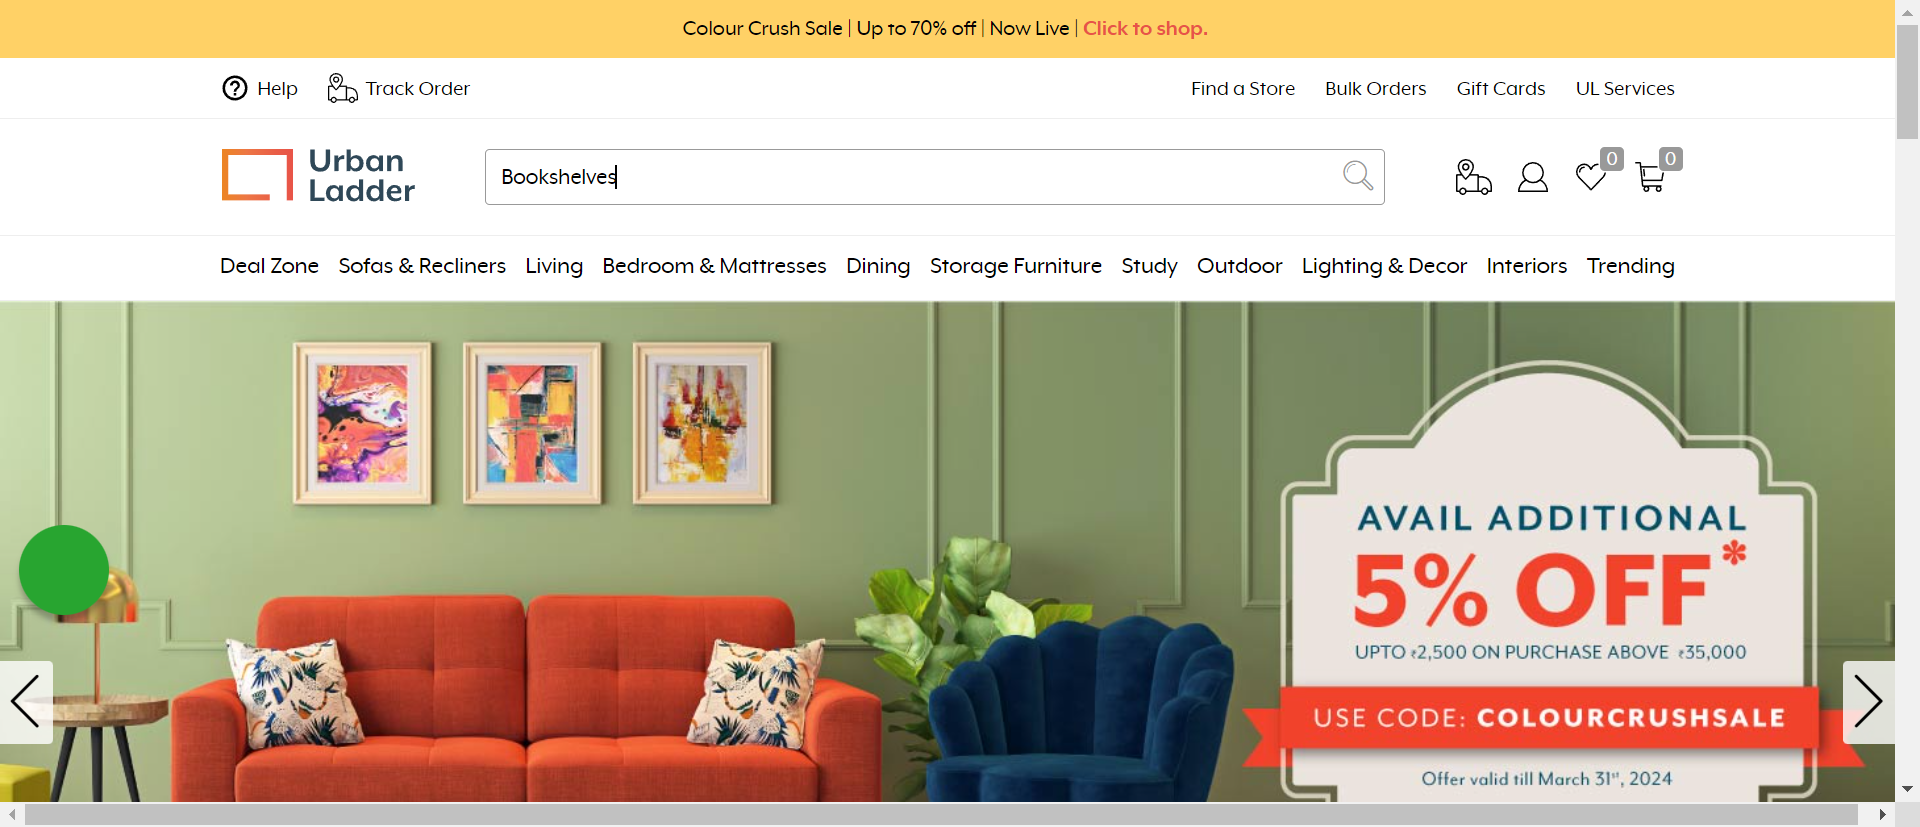 Colour Crush Sale | Up to 70% off | Now Live | Click to shop.
Help
Track Order
Find a Store
Bulk Orders
Gift Cards
UL Services
Urban
Ladder
Bookshelves
0
0
Deal Zone
Sofas & Recliners
Living
Bedroom & Mattresses
Dining
Storage Furniture
Study
Outdoor
Lighting & Decor
Interiors
Trending
AVAIL ADDITIONAL
5% OFF*
UPTO ₹2,500 ON PURCHASE ABOVE ₹35,000
USE CODE: COLOURCRUSHSALE
Offer valid till March 31st, 2024